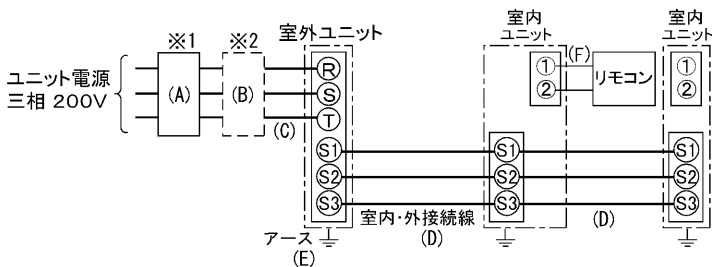 ※1
※2
室外ユニット
室内
ユニット
室内
ユニット
ユニット電源
三相 200V
(A)
(B)
(C)
R
S
T
S1
S2
S3
①
②
(F)
リモコン
①
②
S1
S2
S3
S1
S2
S3
室内・外接続線
(D)
(D)
アース
(E)